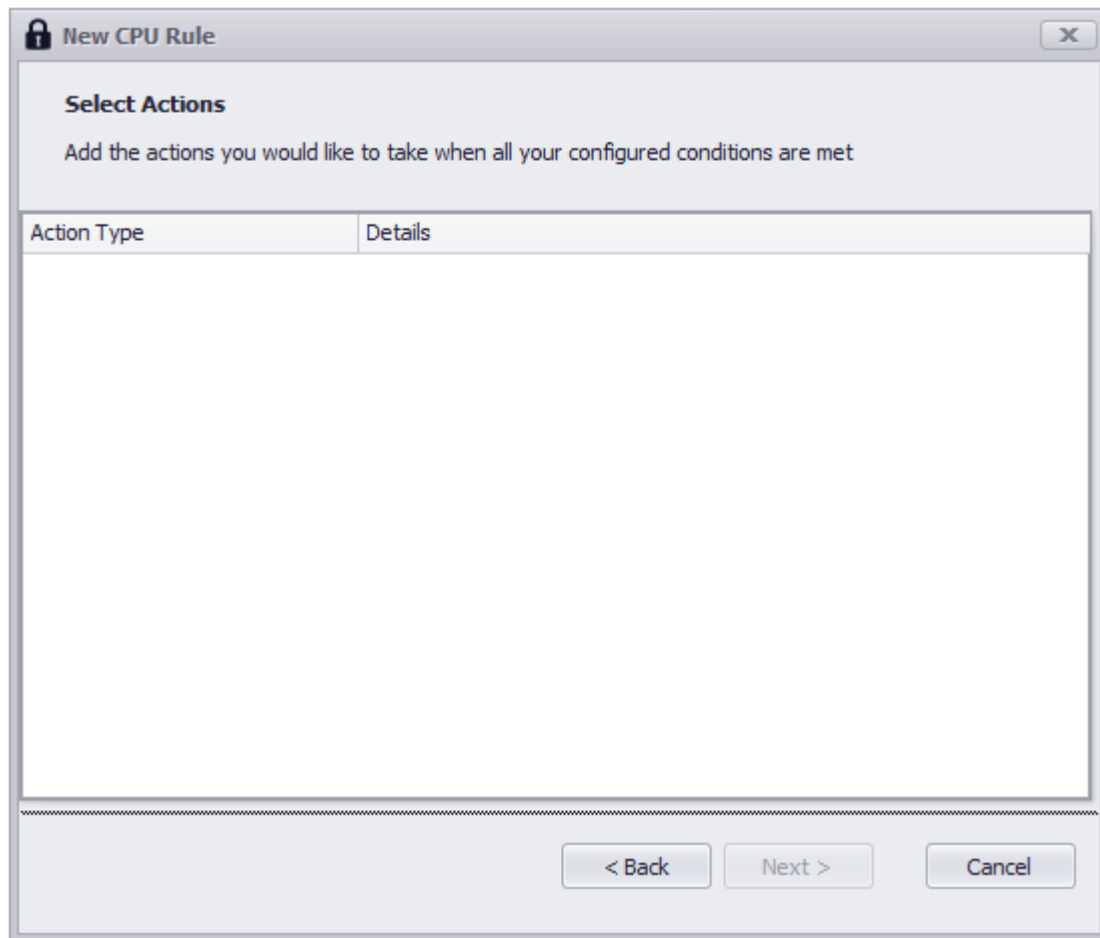 New CPU Rule
Select Actions
Add the actions you would like to take when all your configured conditions are met
Action Type Details
< Back Next > Cancel